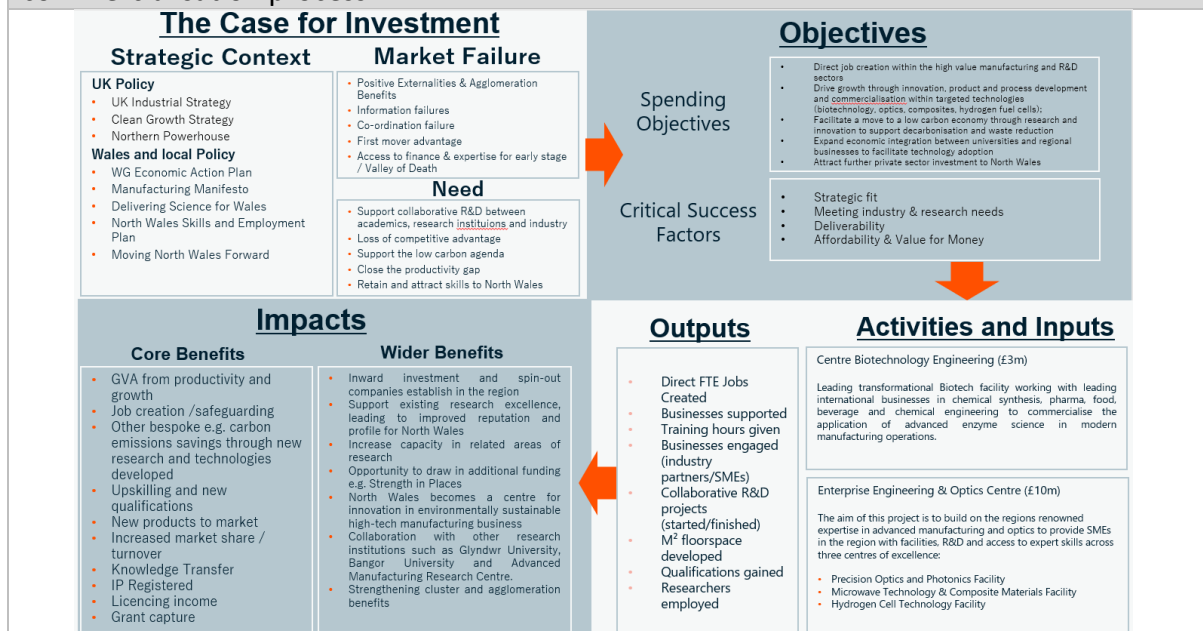 The Case for Investment
Strategic Context
UK Policy
• UK Industrial Strategy
• Clean Growth Strategy
• Northern Powerhouse
Wales and local Policy
• WG Economic Action Plan
• Manufacturing Manifesto
• Delivering Science for Wales
• North Wales Skills and Employment
Plan
• Moving North Wales Forward
Market Failure
• Positive Externalities & Agglomeration
Benefits
• Information failures
• Co-ordination failure
• First mover advantage
• Access to finance & expertise for early stage
/ Valley of Death
Need
• Support collaborative R&D between
academics, research instituions and industry
• Loss of competitive advantage
• Support the low carbon agenda
• Close the productivity gap
• Retain and attract skills to North Wales
Objectives
Spending
Objectives
• Direct job creation within the high value manufacturing and R&D
sectors
• Drive growth through innovation, product and process development
and commercialisation within targeted technologies
(biotechnology, optics, composites, hydrogen fuel cells);
• Facilitate a move to a low carbon economy through research and
innovation to support decarbonisation and waste reduction
• Expand economic integration between universities and regional
businesses to facilitate technology adoption
• Attract further private sector investment to North Wales
Critical Success
Factors
• Strategic fit
• Meeting industry & research needs
• Deliverability
• Affordability & Value for Money
Activities and Inputs
Centre Biotechnology Engineering (£3m)
Leading transformational Biotech facility working with leading
international businesses in chemical synthesis, pharma, food,
beverage and chemical engineering to commercialise the
application of advanced enzyme science in modern
manufacturing operations.
Enterprise Engineering & Optics Centre (£10m)
The aim of this project is to build on the regions renowned
expertise in advanced manufacturing and optics to provide SMEs
in the region with facilities, R&D and access to expert skills across
three centres of excellence:
• Precision Optics and Photonics Facility
• Microwave Technology & Composite Materials Facility
• Hydrogen Cell Technology Facility
Outputs
• Direct FTE Jobs
Created
• Businesses supported
• Training hours given
• Businesses engaged
(industry
partners/SMEs)
• Collaborative R&D
projects
(started/finished)
• M² floorspace
developed
• Qualifications gained
• Researchers
employed
Impacts
Core Benefits
• GVA from productivity and
growth
• Job creation /safeguarding
• Other bespoke e.g. carbon
emissions savings through new
research and technologies
developed
• Upskilling and new
qualifications
• New products to market
• Increased market share /
turnover
• Knowledge Transfer
• IP Registered
• Licencing income
• Grant capture
Wider Benefits
• Inward investment and spin-out
companies establish in the region
• Support existing research excellence,
leading to improved reputation and
profile for North Wales
• Increase capacity in related areas of
research
• Opportunity to draw in additional funding
e.g. Strength in Places
• North Wales becomes a centre for
innovation in environmentally sustainable
high-tech manufacturing business
• Collaboration with other research
institutions such as Glyndwr University,
Bangor University and Advanced
Manufacturing Research Centre.
• Strengthening cluster and agglomeration
benefits